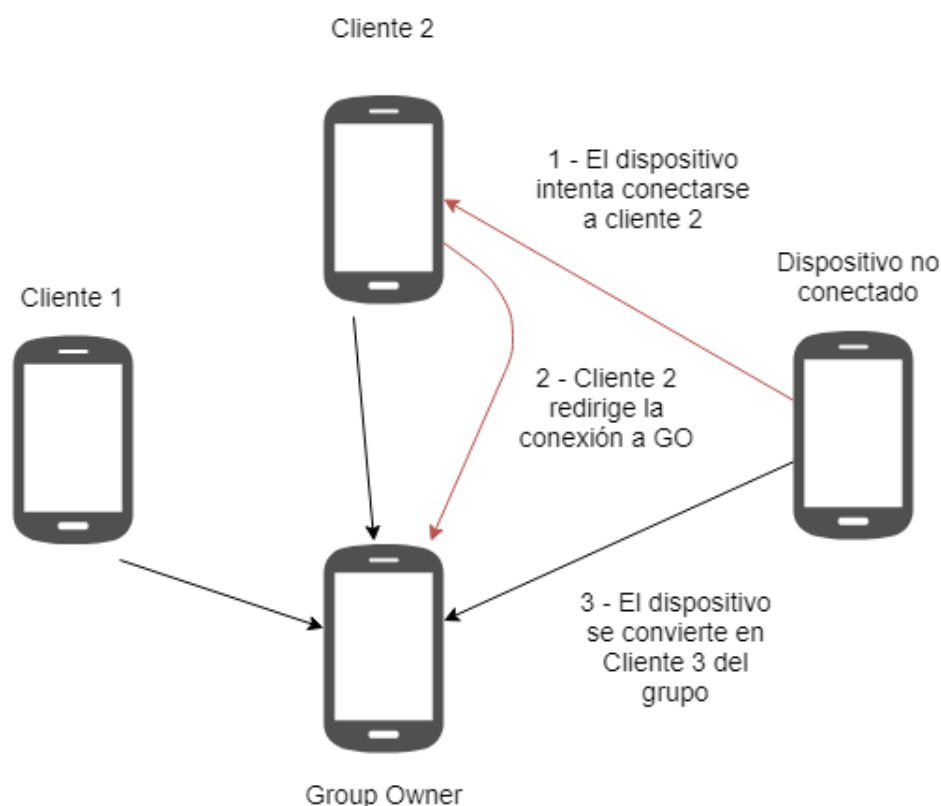 Cliente 2
1 - El dispositivo
intenta conectarse
a cliente 2
Dispositivo no
conectado
Cliente 1
2 - Cliente 2
redirige la
conexión a GO
3 - El dispositivo
se convierte en
Cliente 3 del
grupo
Group Owner